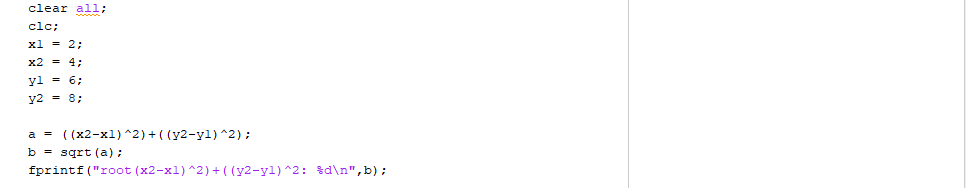 clear all;
clc;
x1 = 2;
x2 = 4;
y1 = 6;
y2 = 8;
a = ((x2-x1)^2)+((y2-y1)^2);
b = sqrt(a);
fprintf("root(x2-x1)^2)+((y2-y1)^2: %d\n",b);